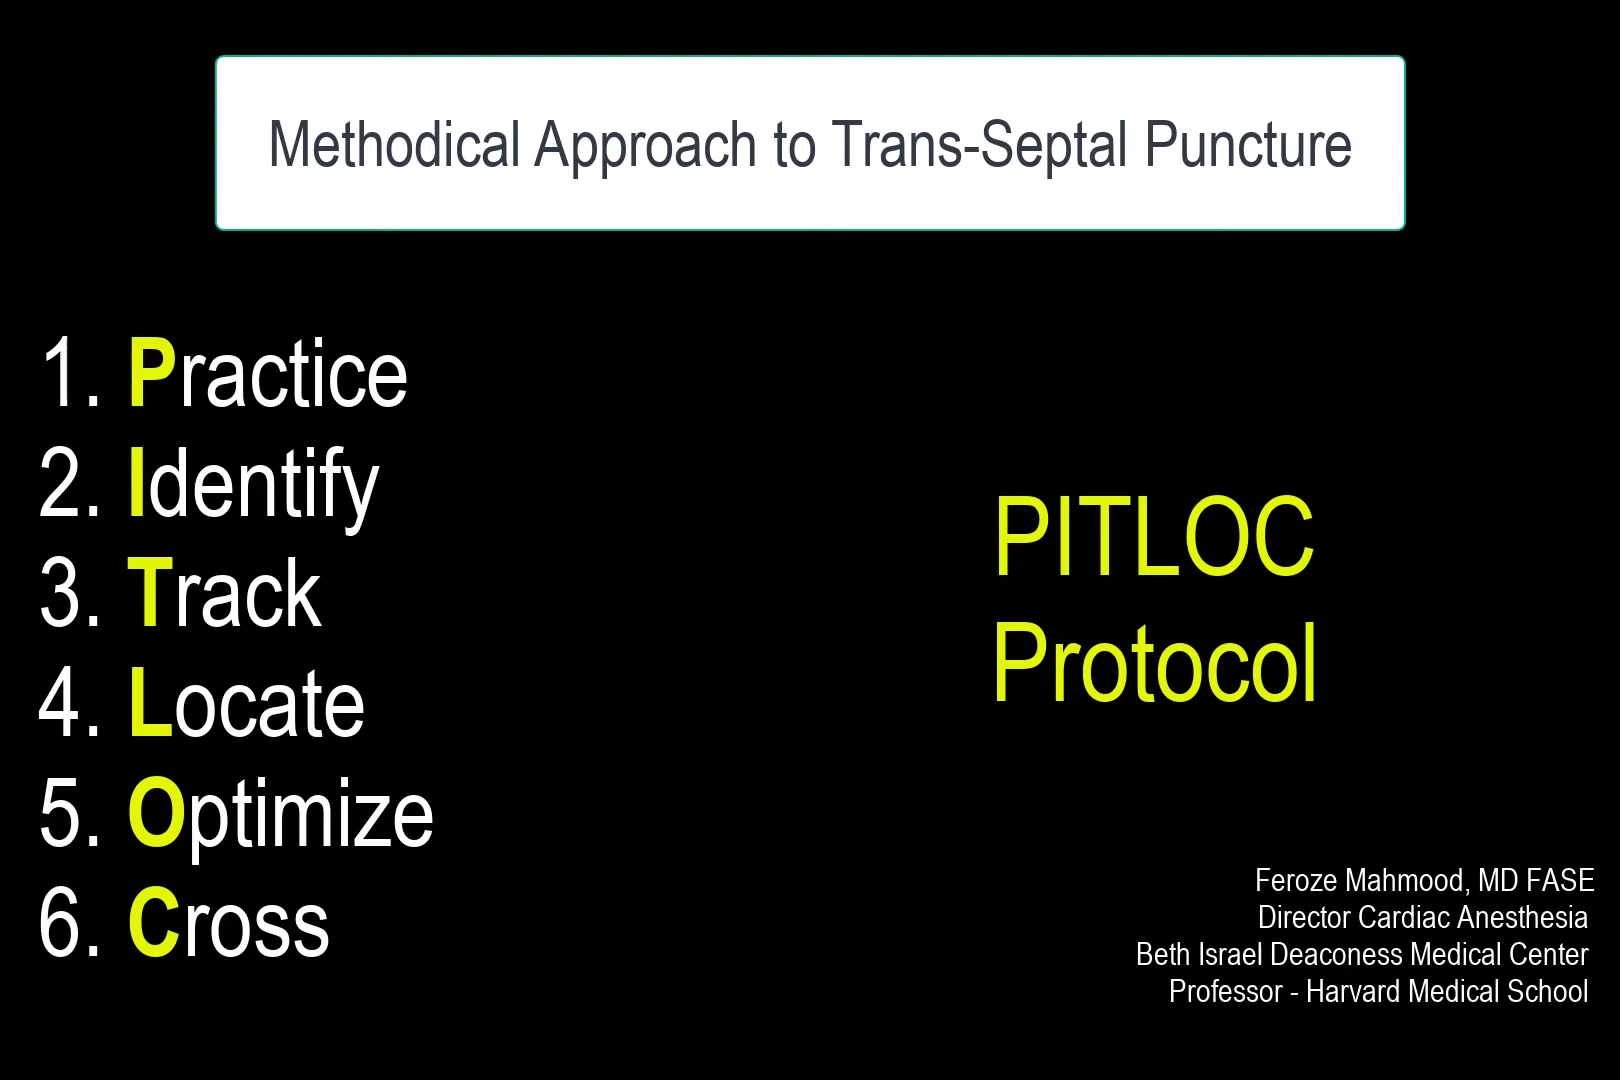 Methodical Approach to Trans-Septal Puncture
1. Practice
2. Identify
3. Track
4. Locate
5. Optimize
6. Cross
PITLOC
Protocol
Feroze Mahmood, MD FASE
Director Cardiac Anesthesia
Beth Israel Deaconess Medical Center
Professor - Harvard Medical School